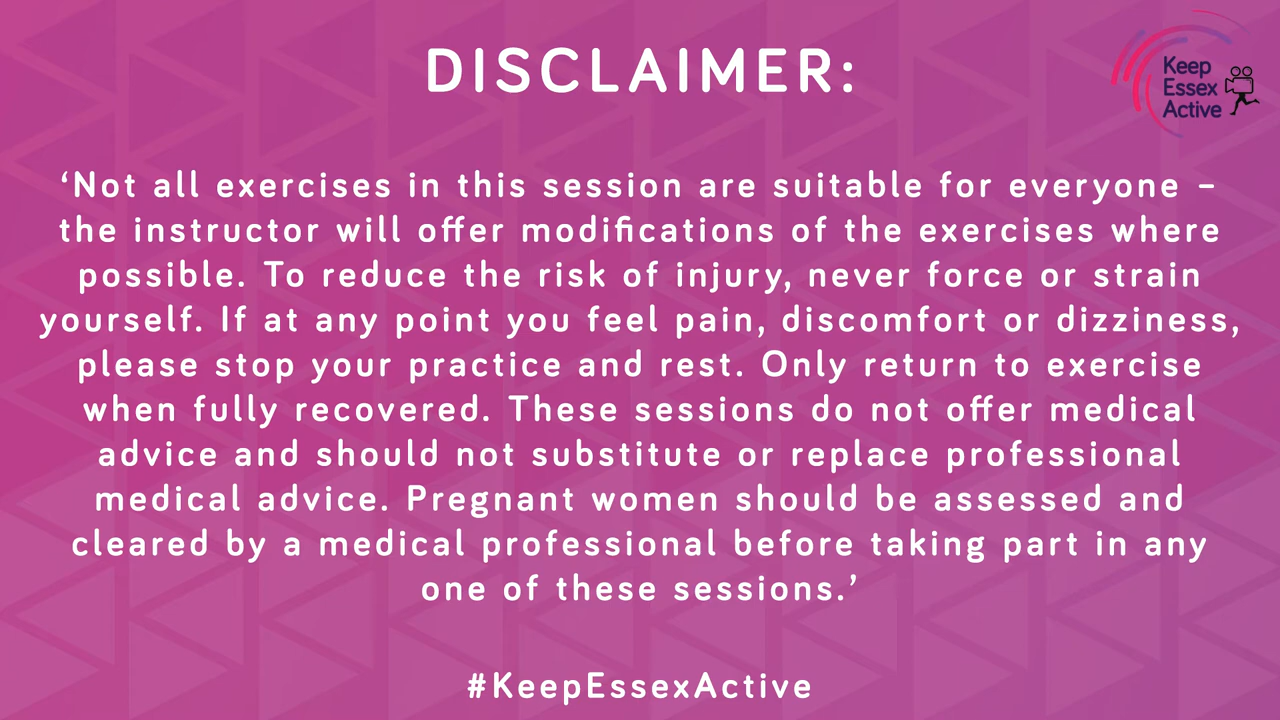 DISCLAIMER:
Keep
Essex
Active
‘Not all exercises in this session are suitable for everyone –
the instructor will offer modifications of the exercises where
possible. To reduce the risk of injury, never force or strain
yourself. If at any point you feel pain, discomfort or dizziness,
please stop your practice and rest. Only return to exercise
when fully recovered. These sessions do not offer medical
advice and should not substitute or replace professional
medical advice. Pregnant women should be assessed and
cleared by a medical professional before taking part in any
one of these sessions.’
#KeepEssexActive